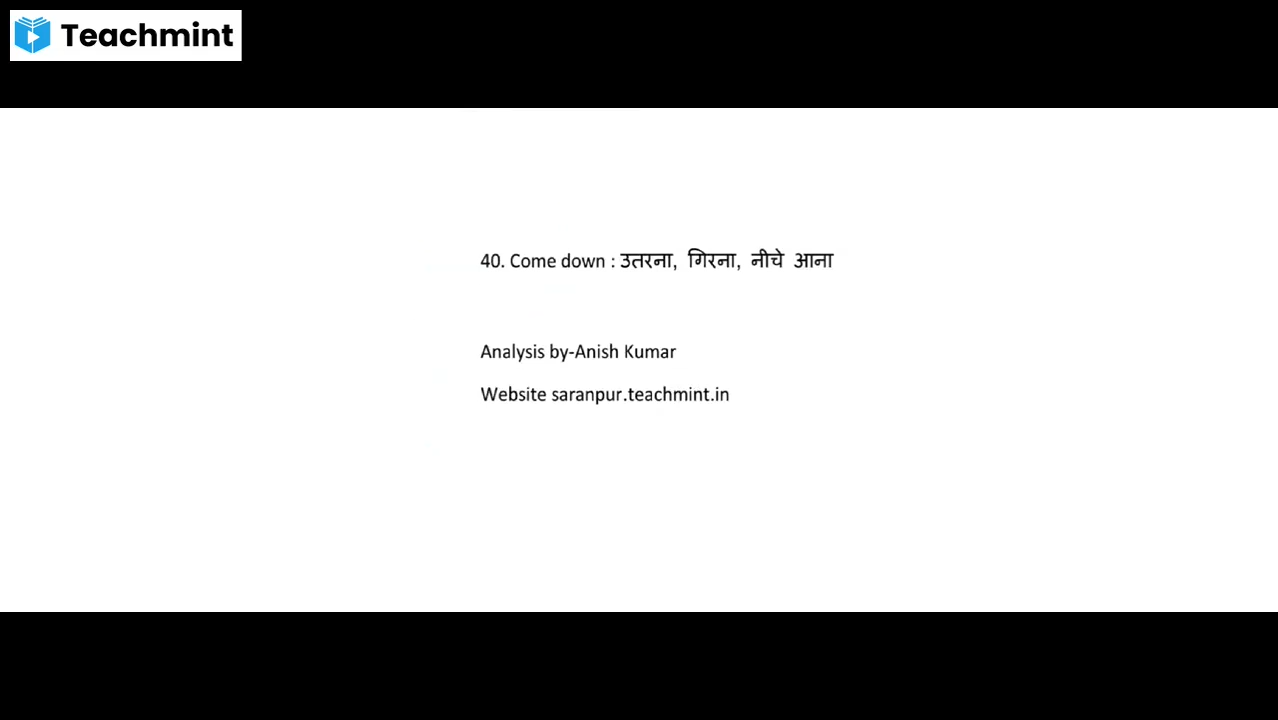 Teachmint
40. Come down : उतरना, गिरना, नीचे आना
Analysis by-Anish Kumar
Website saranpur.teachmint.in